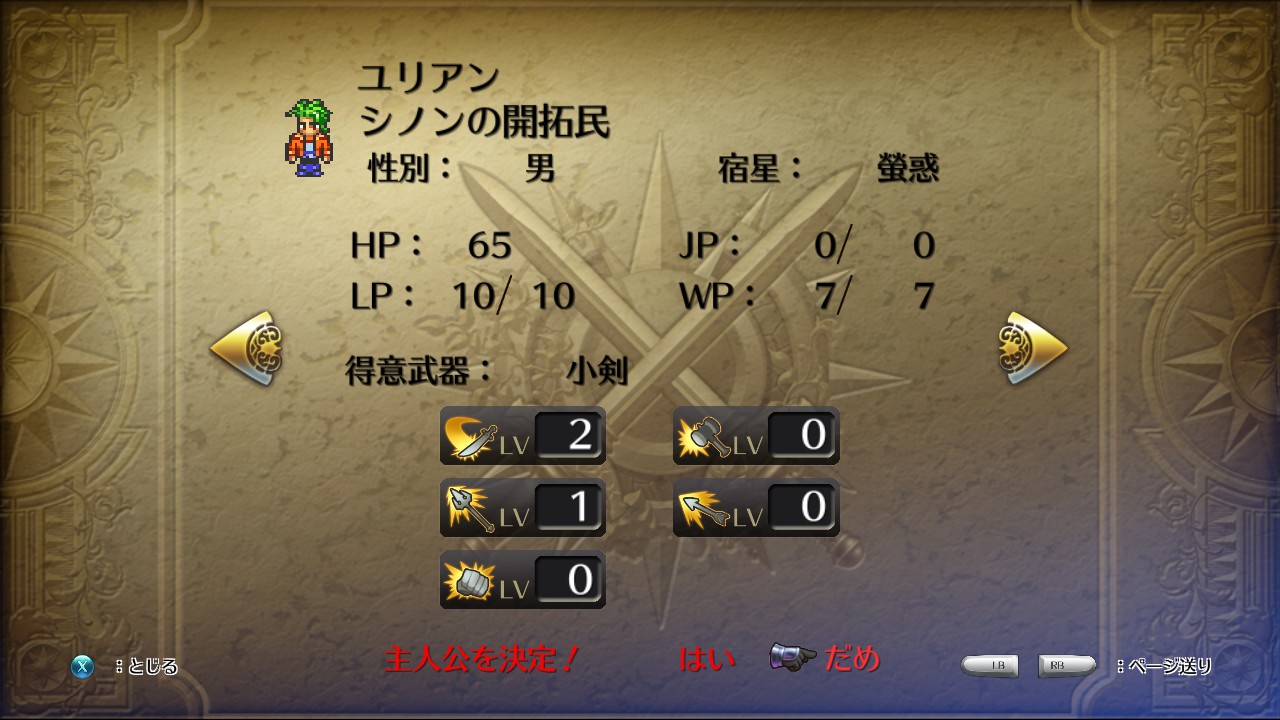 ユリアン
シノンの開拓民
性別： 男 宿星： 螢惑
HP： 65 JP： 0/ 0
LP： 10/ 10 WP： 7/ 7
得意武器： 小剣
LV 2 LV 0
LV 1 LV 0
LV 0
主人公を決定！ はい だめ
X ：とじる LB RB ：ページ送り